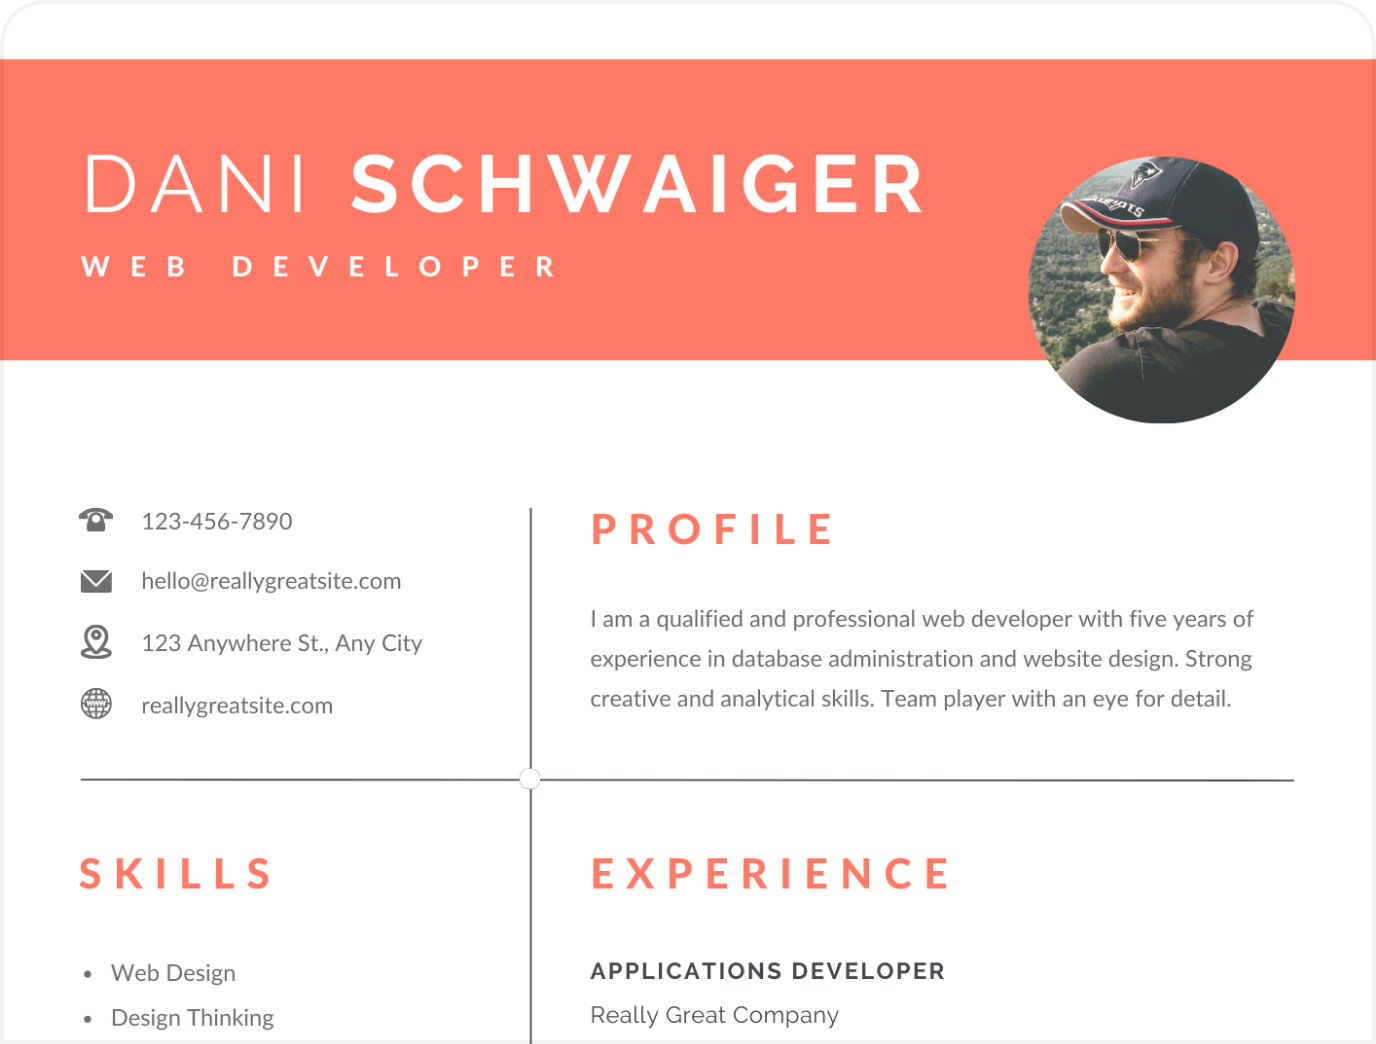 DANI SCHWAIGER
WEB DEVELOPER
123-456-7890
hello@reallygreatsite.com
123 Anywhere St., Any City
reallygreatsite.com
PROFILE
I am a qualified and professional web developer with five years of
experience in database administration and website design. Strong
creative and analytical skills. Team player with an eye for detail.
SKILLS
Web Design
Design Thinking
EXPERIENCE
APPLICATIONS DEVELOPER
Really Great Company